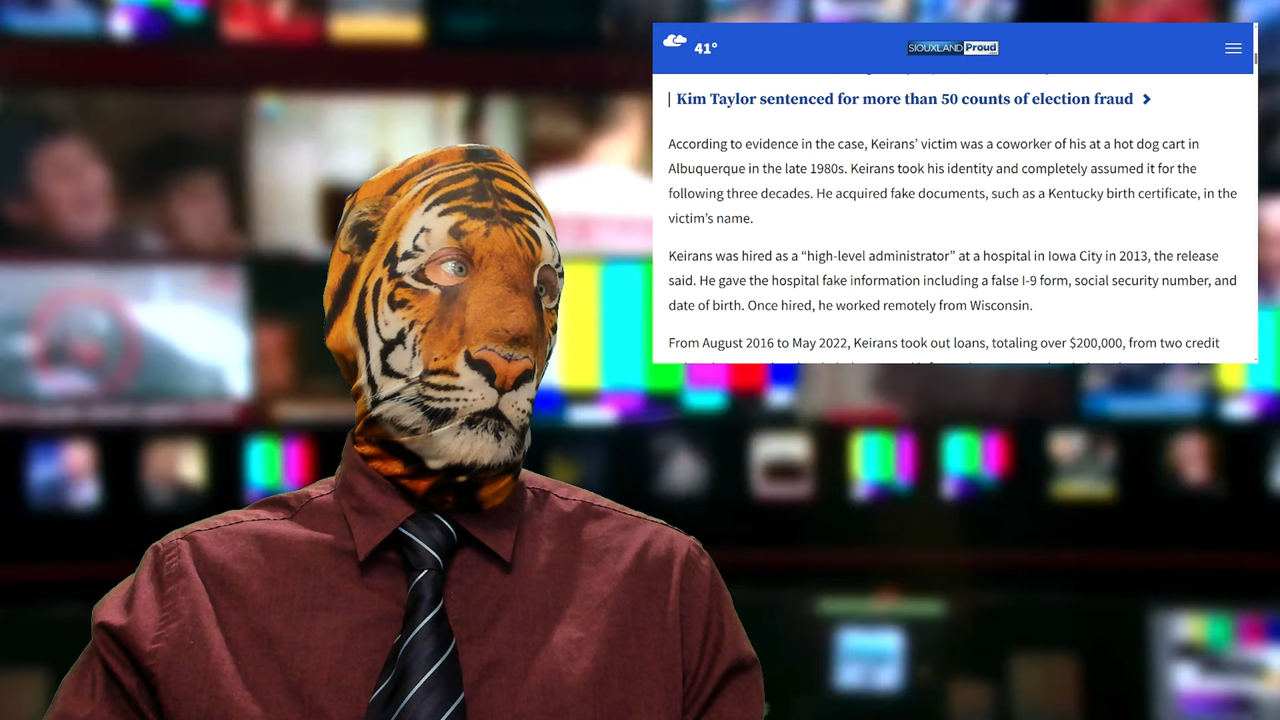 41°
SIOUXLAND Proud
Kim Taylor sentenced for more than 50 counts of election fraud
According to evidence in the case, Keirans’ victim was a coworker of his at a hot dog cart in
Albuquerque in the late 1980s. Keirans took his identity and completely assumed it for the
following three decades. He acquired fake documents, such as a Kentucky birth certificate, in the
victim’s name.
Keirans was hired as a “high-level administrator” at a hospital in Iowa City in 2013, the release
said. He gave the hospital fake information including a false I-9 form, social security number, and
date of birth. Once hired, he worked remotely from Wisconsin.
From August 2016 to May 2022, Keirans took out loans, totaling over $200,000, from two credit